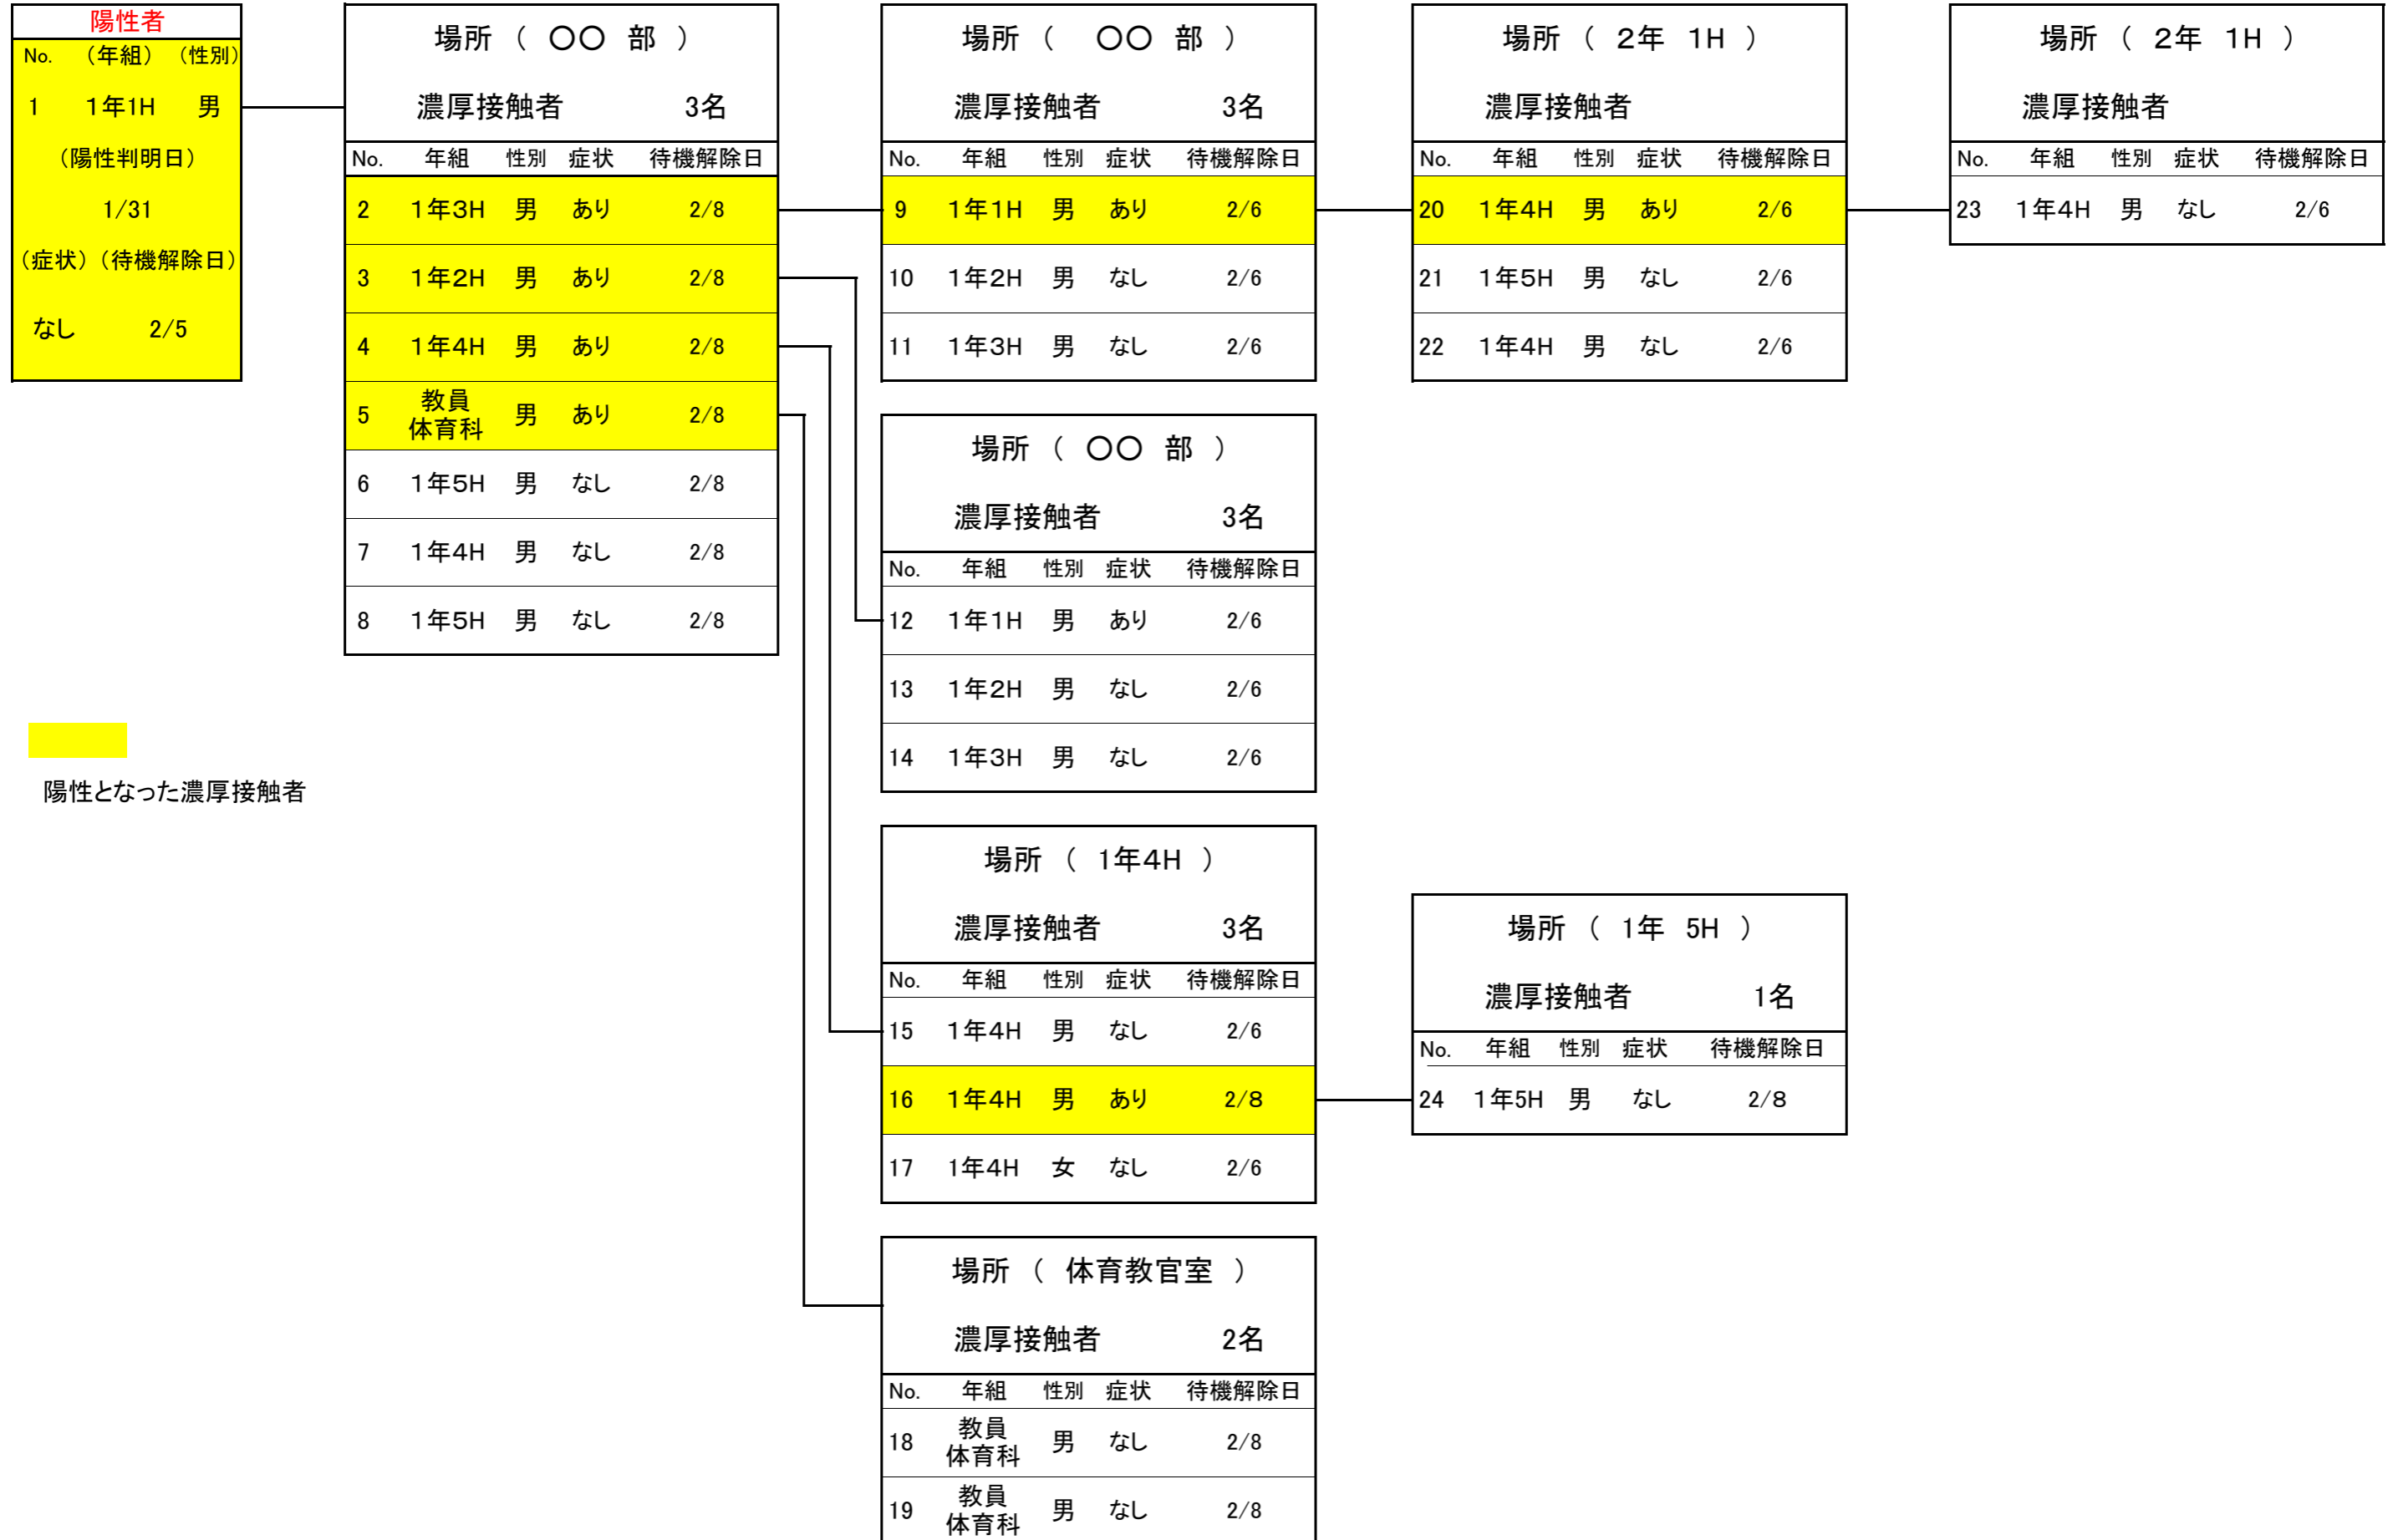 陽性者
No. （年組） （性別）
1 1年1H 男
（陽性判明日）
1/31
（症状）（待機解除日）
なし 2/5
場所 （ 〇〇 部 ）
濃厚接触者 3名
No. 年組 性別 症状 待機解除日
2 1年3H 男 あり 2/8
3 1年2H 男 あり 2/8
4 1年4H 男 あり 2/8
5 教員 体育科 男 あり 2/8
6 1年5H 男 なし 2/8
7 1年4H 男 なし 2/8
8 1年5H 男 なし 2/8
場所 （ 〇〇 部 ）
濃厚接触者 3名
No. 年組 性別 症状 待機解除日
9 1年1H 男 あり 2/6
10 1年2H 男 なし 2/6
11 1年3H 男 なし 2/6
場所 （ 2年 1H ）
濃厚接触者
No. 年組 性別 症状 待機解除日
20 1年4H 男 あり 2/6
21 1年5H 男 なし 2/6
22 1年4H 男 なし 2/6
場所 （ 2年 1H ）
濃厚接触者
No. 年組 性別 症状 待機解除日
23 1年4H 男 なし 2/6
場所 （ 〇〇 部 ）
濃厚接触者 3名
No. 年組 性別 症状 待機解除日
12 1年1H 男 あり 2/6
13 1年2H 男 なし 2/6
14 1年3H 男 なし 2/6
陽性となった濃厚接触者
場所 （ 1年4H ）
濃厚接触者 3名
No. 年組 性別 症状 待機解除日
15 1年4H 男 なし 2/6
16 1年4H 男 あり 2/8
17 1年4H 女 なし 2/6
場所 （ 1年 5H ）
濃厚接触者 1名
No. 年組 性別 症状 待機解除日
24 1年5H 男 なし 2/8
場所 （ 体育教官室 ）
濃厚接触者 2名
No. 年組 性別 症状 待機解除日
18 教員 体育科 男 なし 2/8
19 教員 体育科 男 なし 2/8